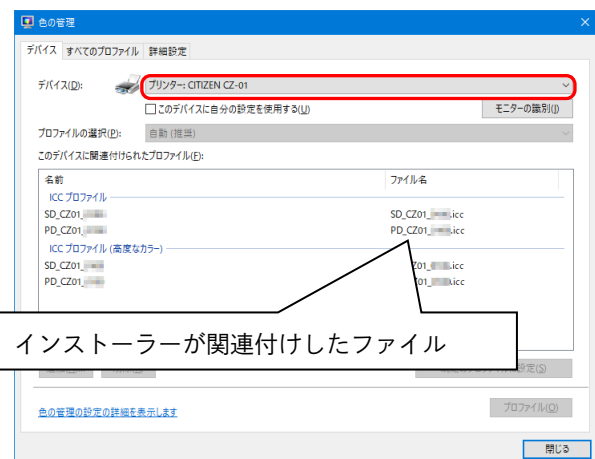 色の管理
デバイス すべてのプロファイル 詳細設定
デバイス(D): プリンター: CITIZEN CZ-01
このデバイスに自分の設定を使用する(U) モニターの識別(I)
プロファイルの選択(P): 自動 (推奨)
このデバイスに関連付けられたプロファイル(E):
名前 ファイル名
ICC プロファイル
SD_CZ01_ SD_CZ01_ .icc
PD_CZ01_ PD_CZ01_ .icc
ICC プロファイル (高度なカラー)
SD_CZ01_ Z01_ .icc
PD_CZ01_ 01_ .icc
インストーラーが関連付けしたファイル
色の管理の設定の詳細を表示します プロファイル(O)
閉じる